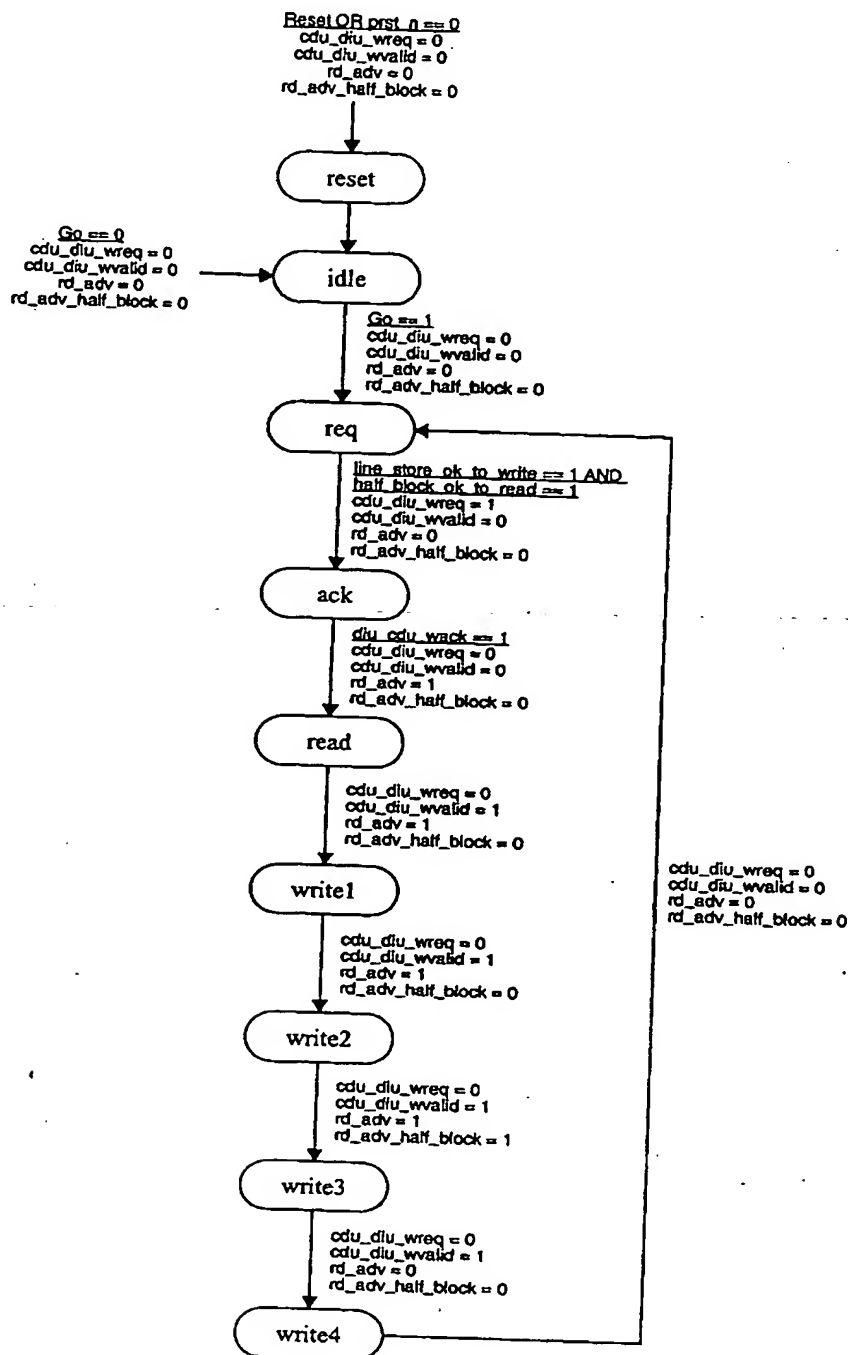 Reset OR prst_n == 0
cdu_diu_wreq = 0
cdu_diu_wvalid = 0
rd_adv = 0
rd_adv_half_block = 0
reset
Go == 0
cdu_diu_wreq = 0
cdu_diu_wvalid = 0
rd_adv = 0
rd_adv_half_block = 0
idle
Go == 1
cdu_diu_wreq = 0
cdu_diu_wvalid = 0
rd_adv = 0
rd_adv_half_block = 0
req
line_store_ok_to_write == 1 AND
half_block_ok_to_read == 1
cdu_diu_wreq = 1
cdu_diu_wvalid = 0
rd_adv = 0
rd_adv_half_block = 0
ack
diu_cdu_wack == 1
cdu_diu_wreq = 0
cdu_diu_wvalid = 0
rd_adv = 1
rd_adv_half_block = 0
read
cdu_diu_wreq = 0
cdu_diu_wvalid = 1
rd_adv = 1
rd_adv_half_block = 0
write1
cdu_diu_wreq = 0
cdu_diu_wvalid = 0
rd_adv = 0
rd_adv_half_block = 0
cdu_diu_wreq = 0
cdu_diu_wvalid = 1
rd_adv = 1
rd_adv_half_block = 0
write2
cdu_diu_wreq = 0
cdu_diu_wvalid = 1
rd_adv = 1
rd_adv_half_block = 1
write3
cdu_diu_wreq = 0
cdu_diu_wvalid = 1
rd_adv = 0
rd_adv_half_block = 0
write4